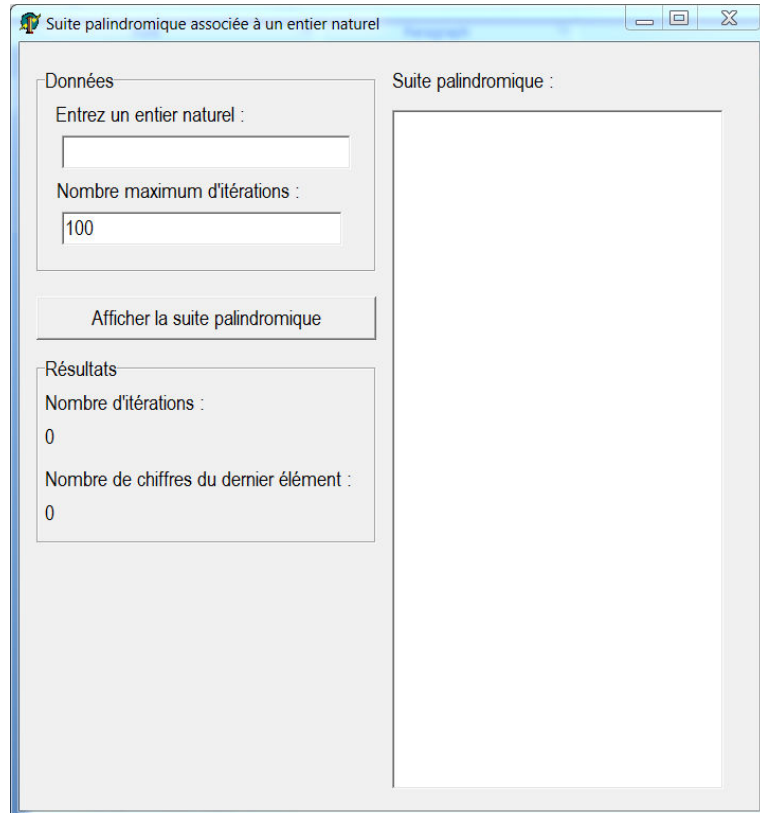 Suite palindromique associée à un entier naturel
Données
Entrez un entier naturel :
Nombre maximum d'itérations :
100
Afficher la suite palindromique
Résultats
Nombre d'itérations :
0
Nombre de chiffres du dernier élément :
0
Suite palindromique :